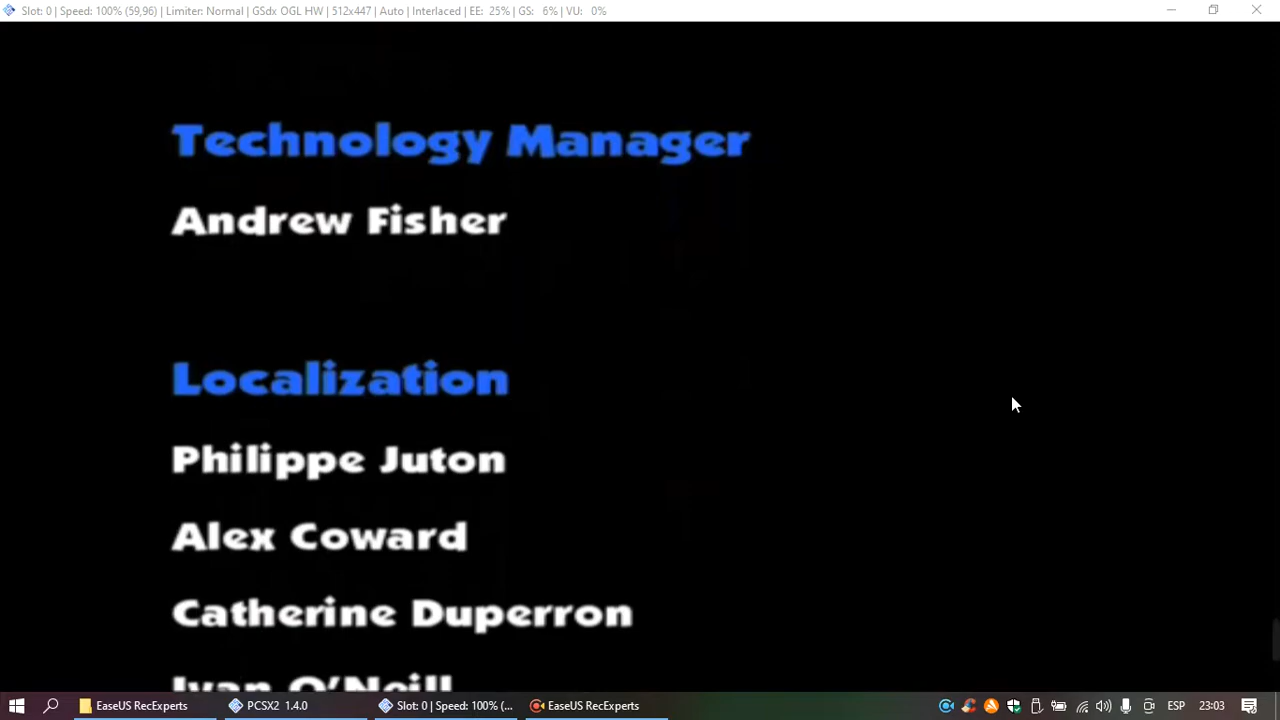 Slot: 0 | Speed: 100% (59,96) | Limiter: Normal | GSdx OGL HW | 512x447 | Auto | Interlaced | EE: 25% | GS: 6% | VU: 0%
Technology Manager
Andrew Fisher
Localization
Philippe Juton
Alex Coward
Catherine Duperron
Ivan O'Neill
EaseUS RecExperts
PCSX2 1.4.0
Slot: 0 | Speed: 100% (...
EaseUS RecExperts
ESP
23:03